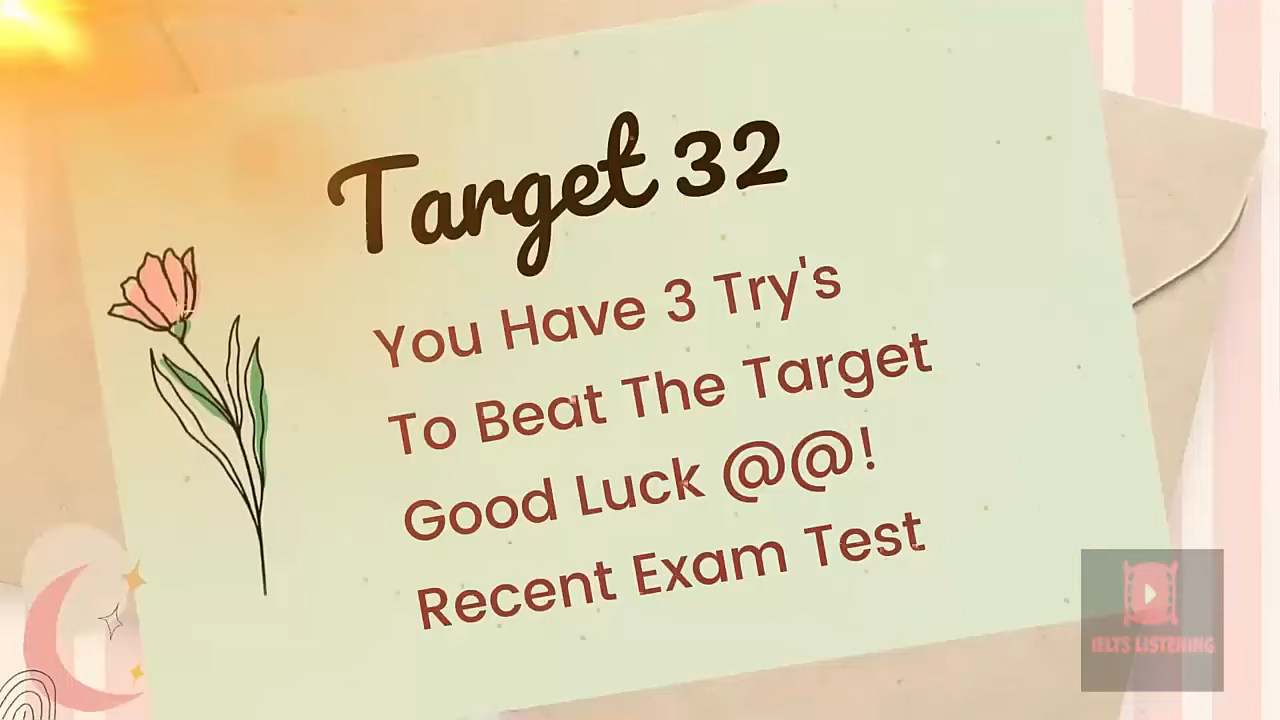 Target 32
You Have 3 Try's
To Beat The Target
Good Luck @@!
Recent Exam Test
IELTS LISTENING